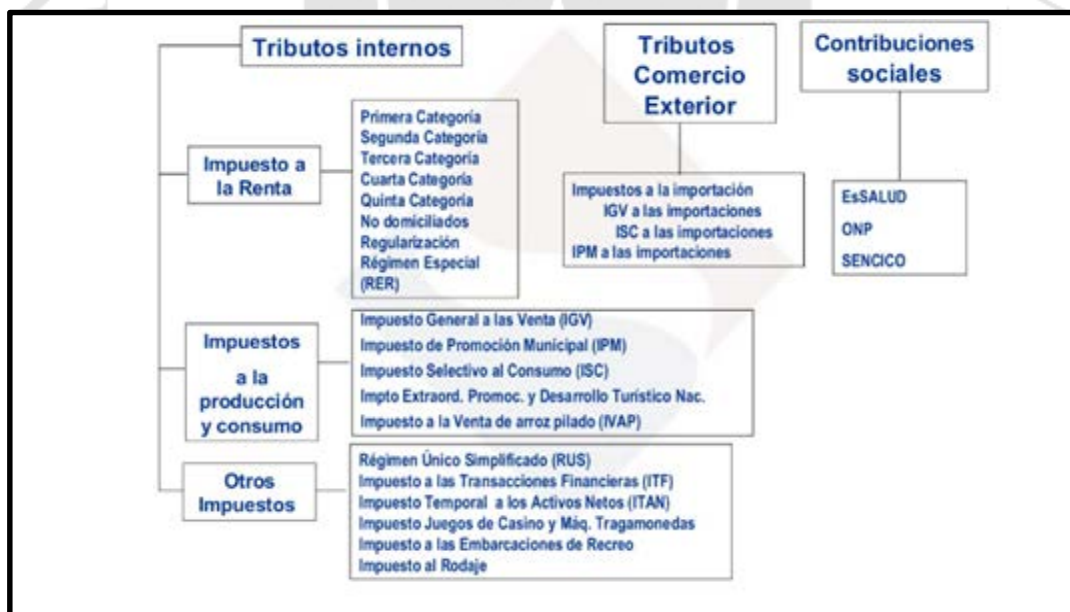 Tributos internos
Impuesto a
la Renta
Primera Categoría
Segunda Categoría
Tercera Categoría
Cuarta Categoría
Quinta Categoría
No domiciliados
Regularización
Régimen Especial
(RER)
Impuestos
a la
producción
y consumo
Impuesto General a las Venta (IGV)
Impuesto de Promoción Municipal (IPM)
Impuesto Selectivo al Consumo (ISC)
Impto Extraord. Promoc. y Desarrollo Turístico Nac.
Impuesto a la Venta de arroz pilado (IVAP)
Otros
Impuestos
Régimen Único Simplificado (RUS)
Impuesto a las Transacciones Financieras (ITF)
Impuesto Temporal a los Activos Netos (ITAN)
Impuesto Juegos de Casino y Máq. Tragamonedas
Impuesto a las Embarcaciones de Recreo
Impuesto al Rodaje
Tributos
Comercio
Exterior
Impuestos a la importación
IGV a las importaciones
ISC a las importaciones
IPM a las importaciones
Contribuciones
sociales
EsSALUD
ONP
SENCICO